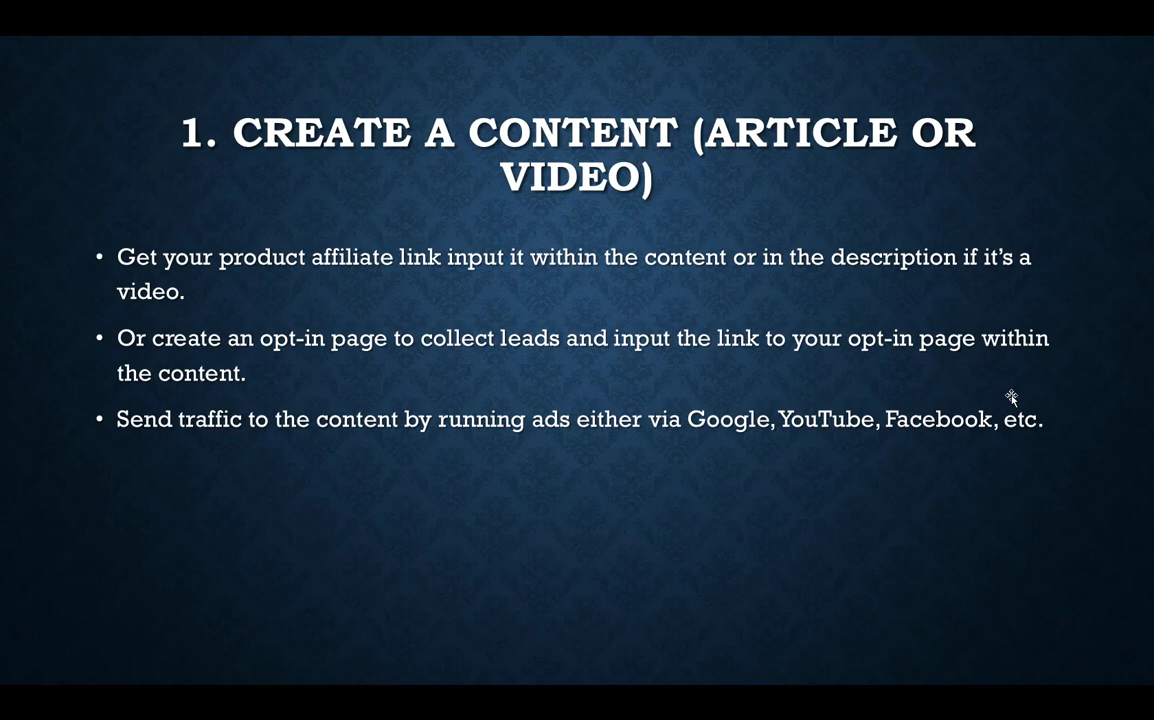 1. CREATE A CONTENT (ARTICLE OR
VIDEO)
• Get your product affiliate link input it within the content or in the description if it’s a
video.
• Or create an opt-in page to collect leads and input the link to your opt-in page within
the content.
• Send traffic to the content by running ads either via Google, YouTube, Facebook, etc.